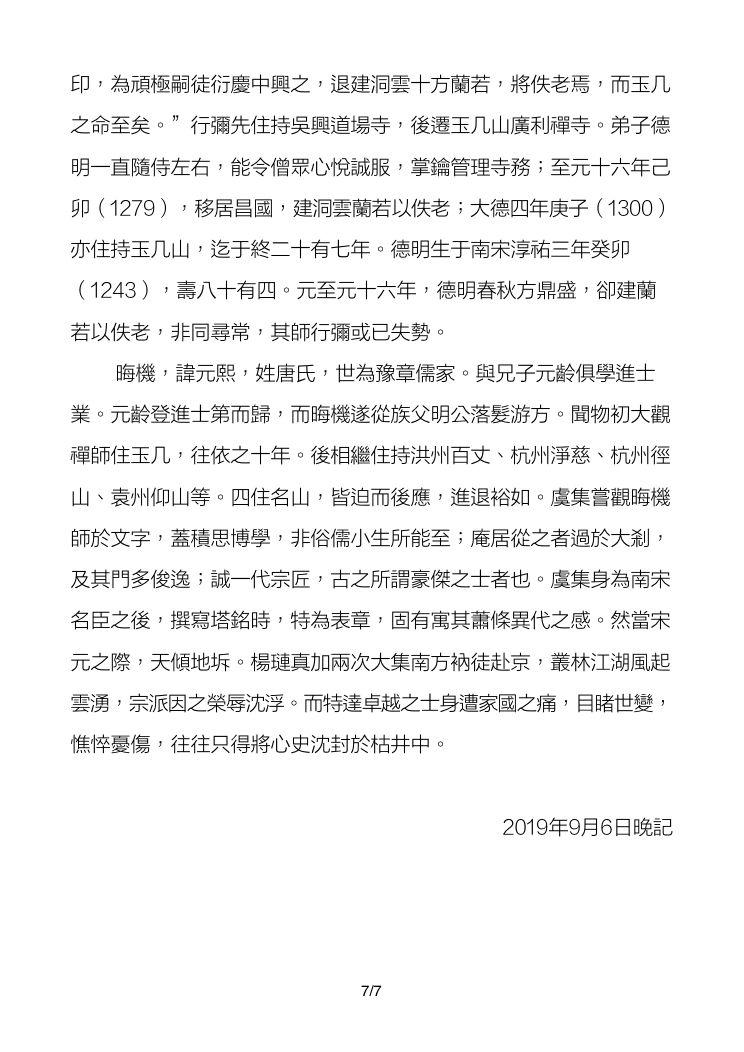 印，為頑極嗣徒衍慶中興之，退建洞雲十方蘭若，將佚老焉，而玉几
之命至矣。”行彌先住持吳興道場寺，後遷玉几山廣利禪寺。弟子德
明一直隨侍左右，能令僧眾心悅誠服，掌鑰管理寺務；至元十六年己
卯（1279），移居昌國，建洞雲蘭若以佚老；大德四年庚子（1300）
亦住持玉几山，迄于終二十有七年。德明生于南宋淳祐三年癸卯
（1243），壽八十有四。元至元十六年，德明春秋方鼎盛，卻建蘭
若以佚老，非同尋常，其師行彌或已失勢。
晦機，諱元熙，姓唐氏，世為豫章儒家。與兄子元齡俱學進士
業。元齡登進士第而歸，而晦機遂從族父明公落髮游方。聞物初大觀
禪師住玉几，往依之十年。後相繼住持洪州百丈、杭州淨慈、杭州徑
山、袁州仰山等。四住名山，皆迫而後應，進退裕如。虞集嘗觀晦機
師於文字，蓋積思博學，非俗儒小生所能至；庵居從之者過於大剎，
及其門多俊逸；誠一代宗匠，古之所謂豪傑之士者也。虞集身為南宋
名臣之後，撰寫塔銘時，特為表章，固有寓其蕭條異代之感。然當宋
元之際，天傾地坼。楊璉真加兩次大集南方衲徒赴京，叢林江湖風起
雲湧，宗派因之榮辱沈浮。而特達卓越之士身遭家國之痛，目睹世變，
憔悴憂傷，往往只得將心史沈封於枯井中。
2019年9月6日晚記
7/7